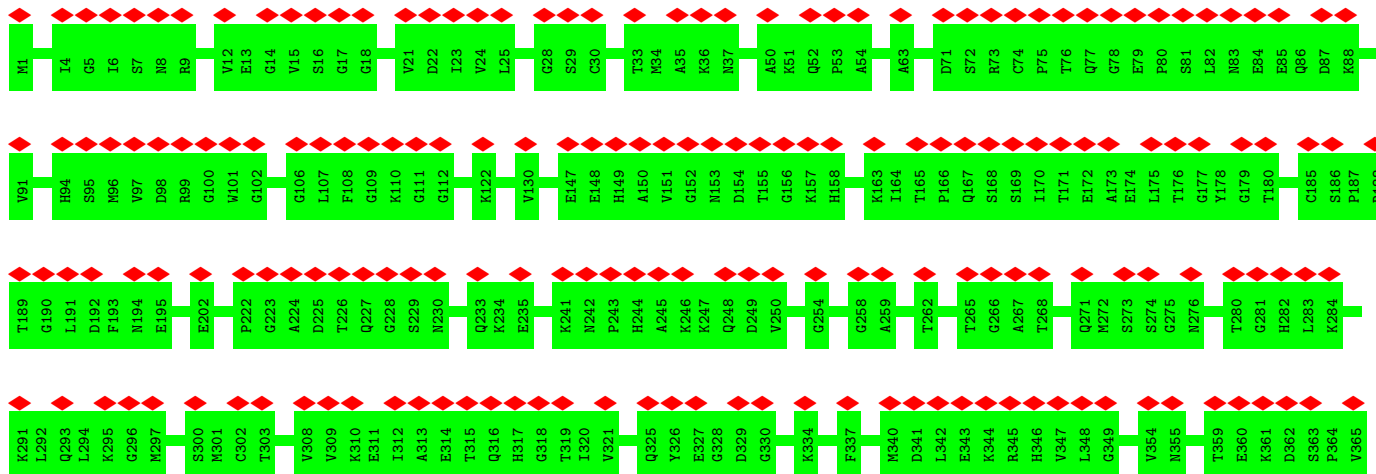 M1 I4 G5 I6 S7 N8 R9 V12 E13 G14 V15 S16 G17 G18 V21 D22 I23 V24 L25 G28 S29 C30 T33 M34 A35 K36 N37 A50 K51 Q52 P53 A54 A63 D71 S72 R73 C74 P75 T76 Q77 G78 E79 P80 S81 L82 N83 E84 E85 Q86 D87 K88
V91 H94 S95 M96 V97 D98 R99 G100 W101 G102 G106 L107 F108 G109 K110 G111 G112 K122 V130 E147 E148 H149 A150 V151 G152 N153 D154 T155 G156 K157 H158 K163 I164 T165 P166 Q167 S168 S169 I170 T171 E172 A173 E174 L175 T176 G177 Y178 G179 T180 C185 S186 P187
T189 G190 L191 D192 F193 N194 E195 E202 P222 G223 A224 D225 T226 Q227 G228 S229 N230 Q233 K234 E235 K241 N242 P243 H244 A245 K246 K247 Q248 D249 V250 G254 G258 A259 T262 T265 G266 A267 T268 Q271 M272 S273 S274 G275 N276 T280 G281 H282 L283 K284
K291 L292 Q293 L294 K295 G296 M297 S300 M301 C302 T303 V308 V309 K310 E311 I312 A313 E314 T315 Q316 H317 G318 T319 I320 V321 Q325 Y326 E327 G328 D329 G330 K334 F337 M340 D341 L342 E343 K344 R345 H346 V347 L348 G349 V354 N355 T359 E360 K361 D362 S363 P364 V365